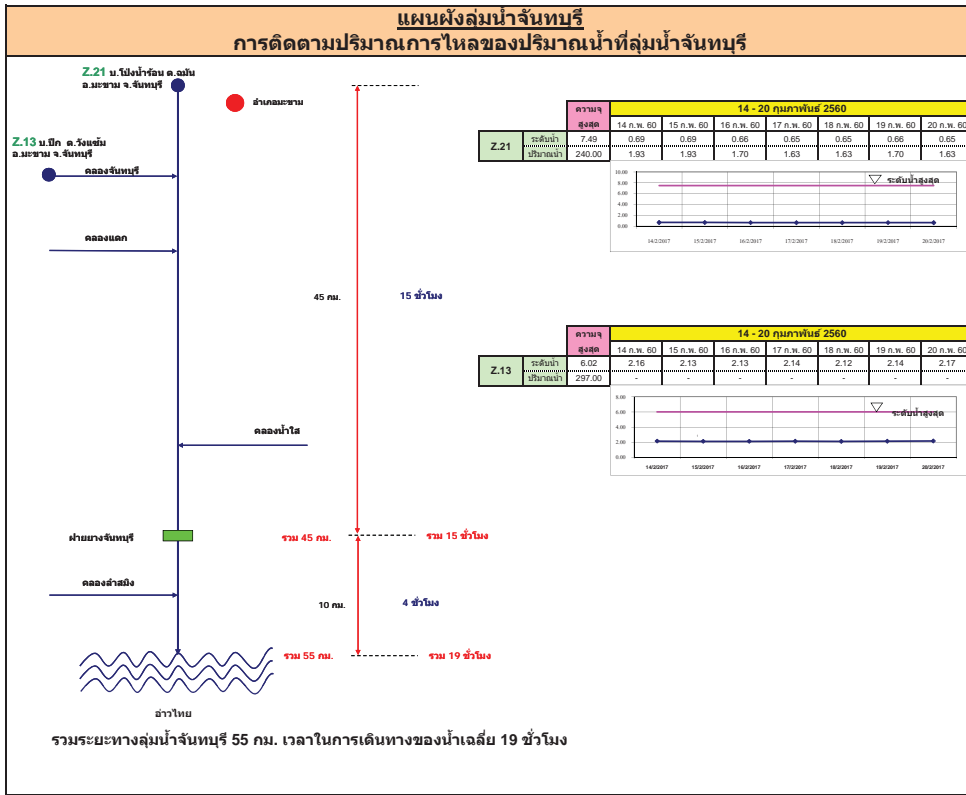 แผนผังลุ่มน้ำจันทบุรี
การติดตามปริมาณการไหลของปริมาณน้ำที่ลุ่มน้ำจันทบุรี
Z.21 บ.โป่งน้ำร้อน ต.ฉมัน
อ.มะขาม จ.จันทบุรี
อำเภอมะขาม
Z.13 บ.ปึก ต.วังแซ้ม
อ.มะขาม จ.จันทบุรี
คลองจันทบุรี
คลองแตก
45 กม.
15 ชั่วโมง
คลองน้ำใส
ฝายยางจันทบุรี
รวม 45 กม.
รวม 15 ชั่วโมง
คลองลำสมิง
10 กม.
4 ชั่วโมง
รวม 55 กม.
รวม 19 ชั่วโมง
อ่าวไทย
รวมระยะทางลุ่มน้ำจันทบุรี 55 กม. เวลาในการเดินทางของน้ำเฉลี่ย 19 ชั่วโมง
ความจุ 14 - 20 กุมภาพันธ์ 2560
สูงสุด 14 ก.พ. 60 15 ก.พ. 60 16 ก.พ. 60 17 ก.พ. 60 18 ก.พ. 60 19 ก.พ. 60 20 ก.พ. 60
Z.21
ระดับน้ำ 7.49 0.69 0.69 0.66 0.65 0.65 0.66 0.65
ปริมาณน้ำ 240.00 1.93 1.93 1.70 1.63 1.63 1.70 1.63
10.00
8.00
6.00
4.00
2.00
0.00
ระดับน้ำสูงสุด
14/2/2017 15/2/2017 16/2/2017 17/2/2017 18/2/2017 19/2/2017 20/2/2017
ความจุ 14 - 20 กุมภาพันธ์ 2560
สูงสุด 14 ก.พ. 60 15 ก.พ. 60 16 ก.พ. 60 17 ก.พ. 60 18 ก.พ. 60 19 ก.พ. 60 20 ก.พ. 60
Z.13
ระดับน้ำ 6.02 2.16 2.13 2.13 2.14 2.12 2.14 2.17
ปริมาณน้ำ 297.00 - - - - - - -
8.00
6.00
4.00
2.00
0.00
ระดับน้ำสูงสุด
14/2/2017 15/2/2017 16/2/2017 17/2/2017 18/2/2017 19/2/2017 20/2/2017